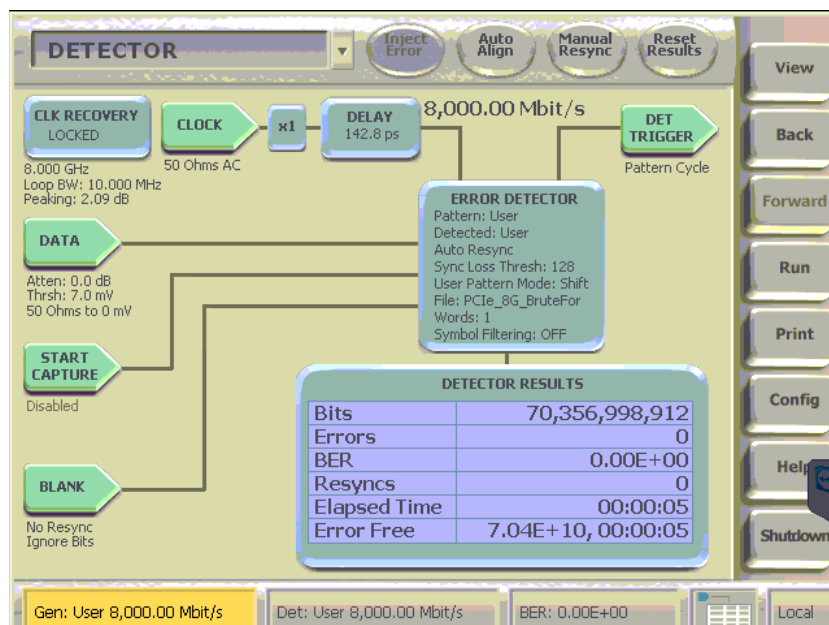 DETECTOR
Inject Error
Auto Align
Manual Resync
Reset Results
View
Back
Forward
Run
Print
Config
Help
Shutdown
CLK RECOVERY
LOCKED
8.000 GHz
Loop BW: 10.000 MHz
Peaking: 2.09 dB
CLOCK
50 Ohms AC
x1
DELAY
142.8 ps
8,000.00 Mbit/s
DET TRIGGER
Pattern Cycle
DATA
Atten: 0.0 dB
Thrsh: 7.0 mV
50 Ohms to 0 mV
START CAPTURE
Disabled
BLANK
No Resync
Ignore Bits
ERROR DETECTOR
Pattern: User
Detected: User
Auto Resync
Sync Loss Thresh: 128
User Pattern Mode: Shift
File: PCIe_8G_BruteFor
Words: 1
Symbol Filtering: OFF
DETECTOR RESULTS
Bits 70,356,998,912
Errors 0
BER 0.00E+00
Resyncs 0
Elapsed Time 00:00:05
Error Free 7.04E+10, 00:00:05
Gen: User 8,000.00 Mbit/s
Det: User 8,000.00 Mbit/s
BER: 0.00E+00
Local